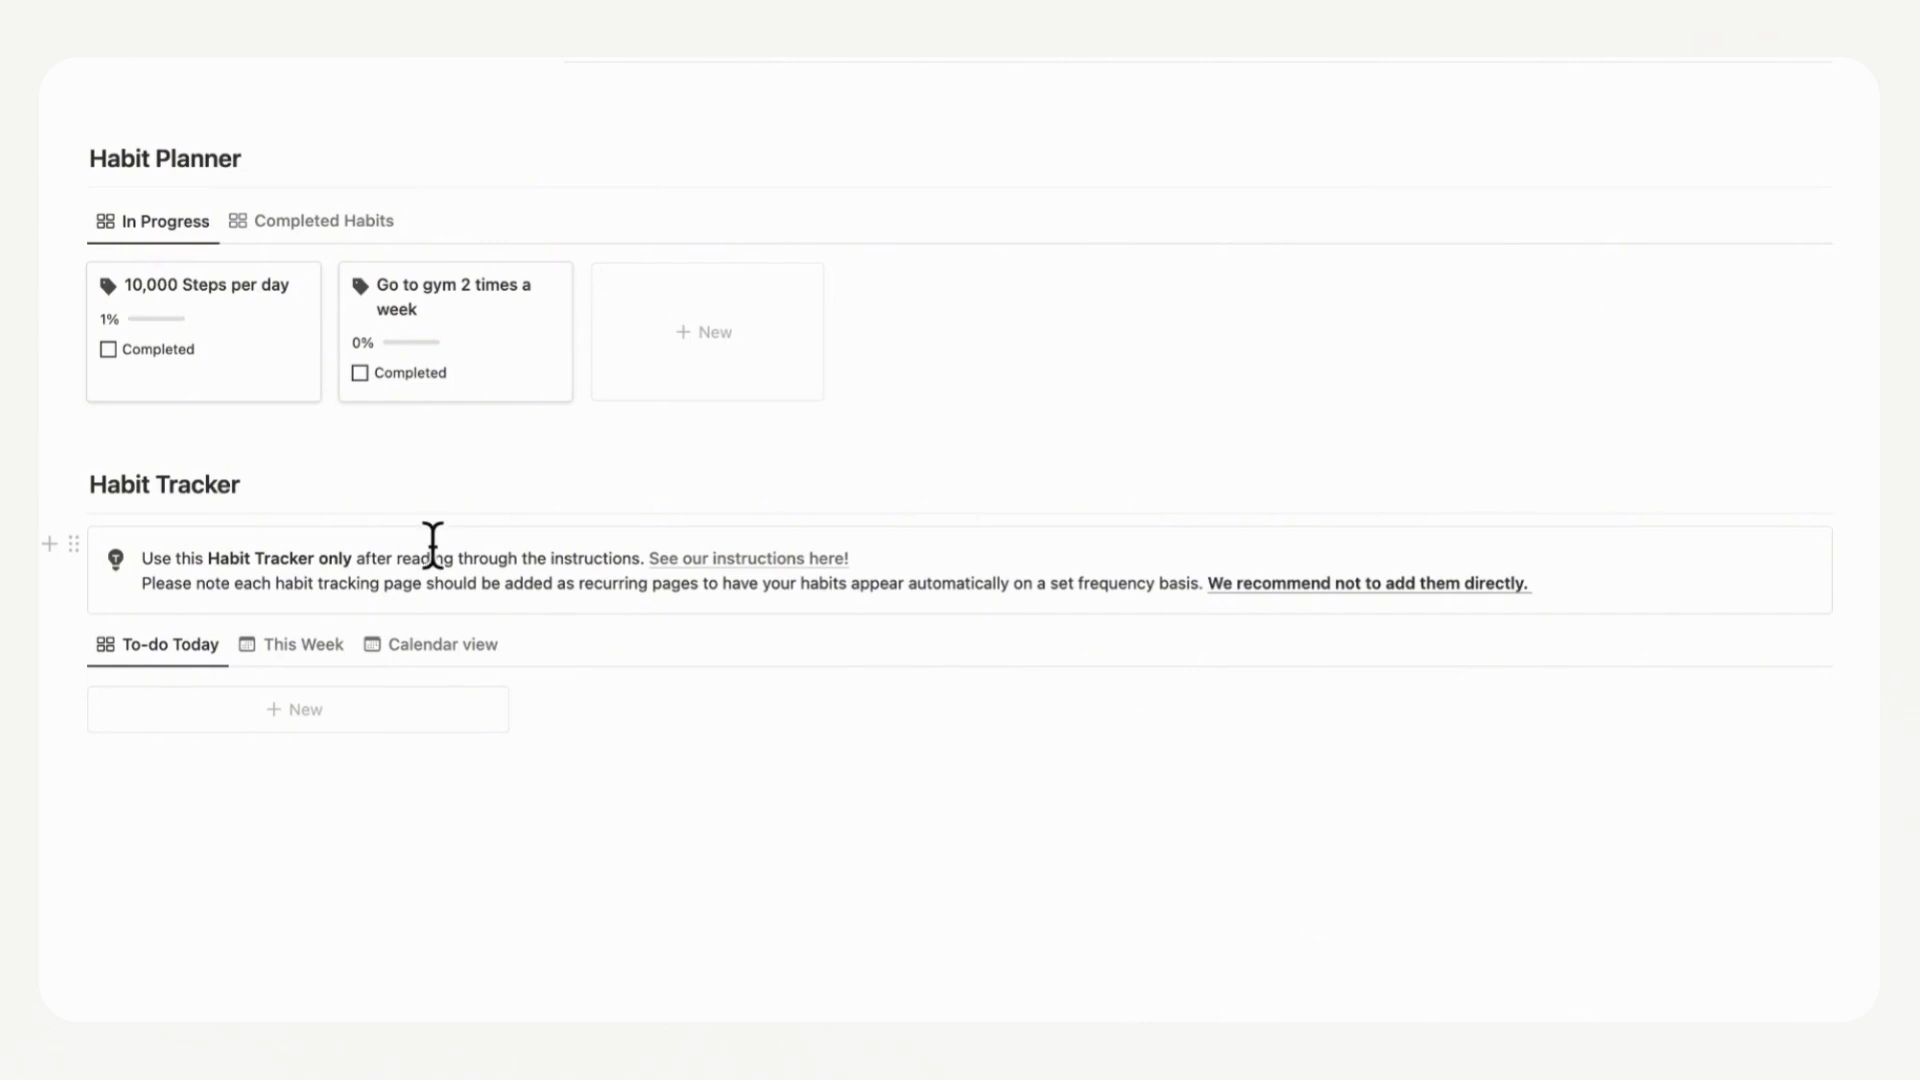 Habit Planner
In Progress Completed Habits
10,000 Steps per day
1%
Completed
Go to gym 2 times a
week
0%
Completed
+ New
Habit Tracker
Use this Habit Tracker only after reading through the instructions. See our instructions here!
Please note each habit tracking page should be added as recurring pages to have your habits appear automatically on a set frequency basis. We recommend not to add them directly.
To-do Today This Week Calendar view
+ New